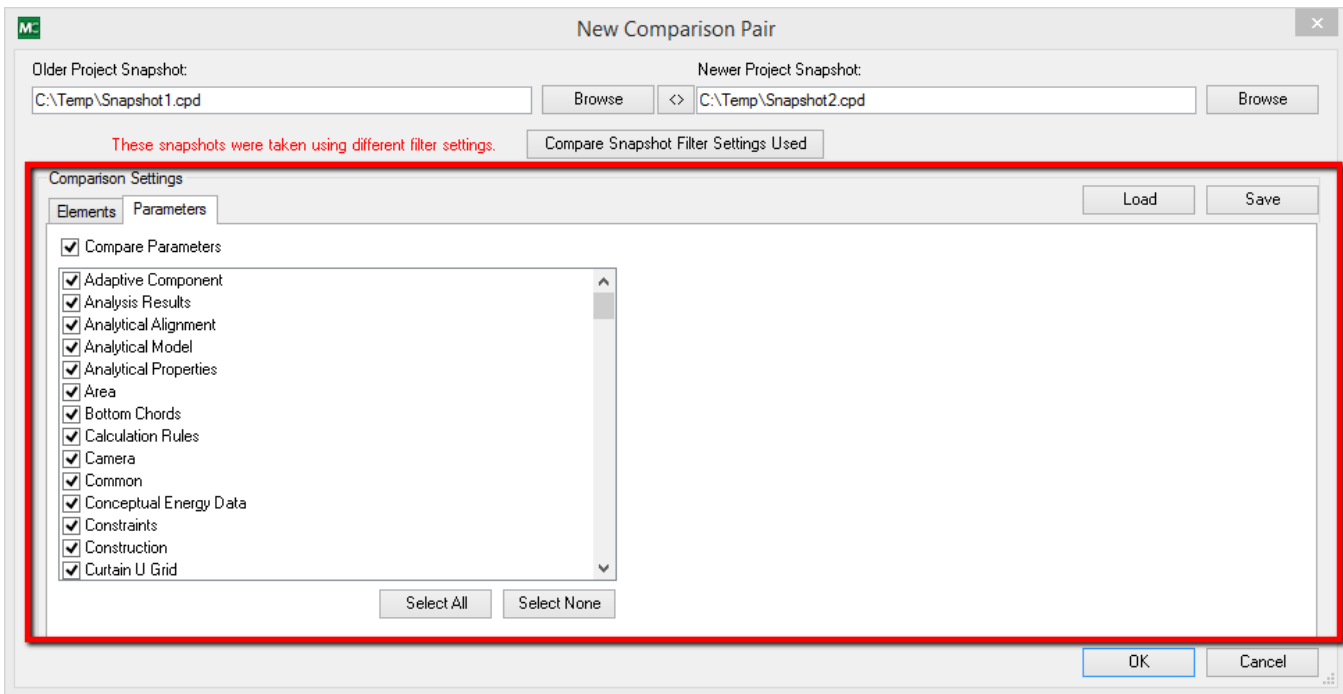 MC New Comparison Pair ×
Older Project Snapshot: Newer Project Snapshot:
C:\Temp\Snapshot1.cpd Browse <> C:\Temp\Snapshot2.cpd Browse
These snapshots were taken using different filter settings. Compare Snapshot Filter Settings Used
Comparison Settings
Elements Parameters Load Save
Compare Parameters
Adaptive Component
Analysis Results
Analytical Alignment
Analytical Model
Analytical Properties
Area
Bottom Chords
Calculation Rules
Camera
Common
Conceptual Energy Data
Constraints
Construction
Curtain U Grid
Select All Select None
OK Cancel